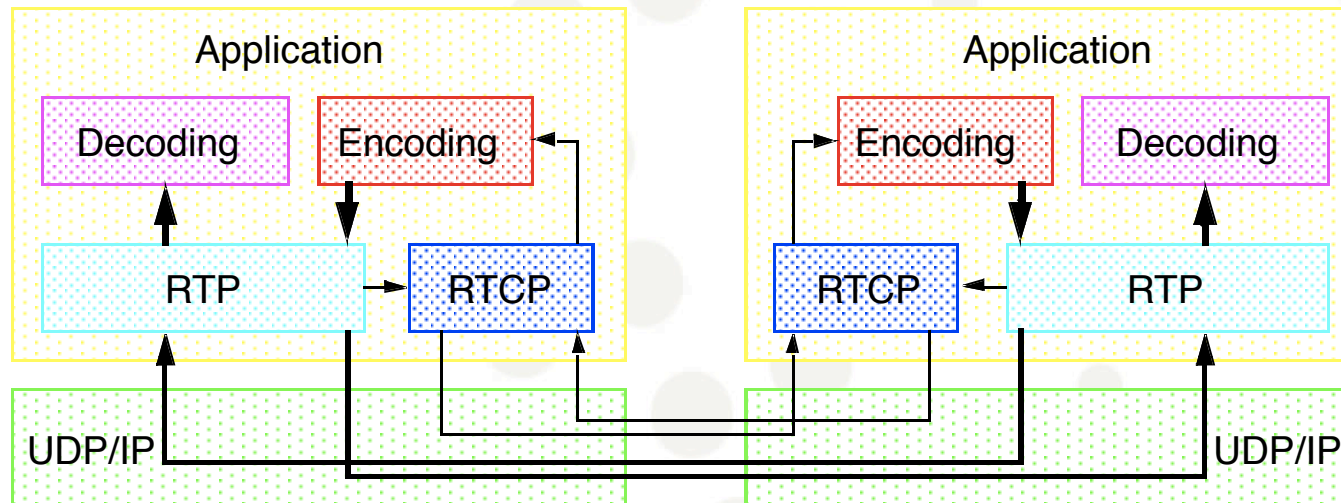 Application
Application
Decoding
Encoding
Encoding
Decoding
RTP
RTCP
RTCP
RTP
UDP/IP
UDP/IP